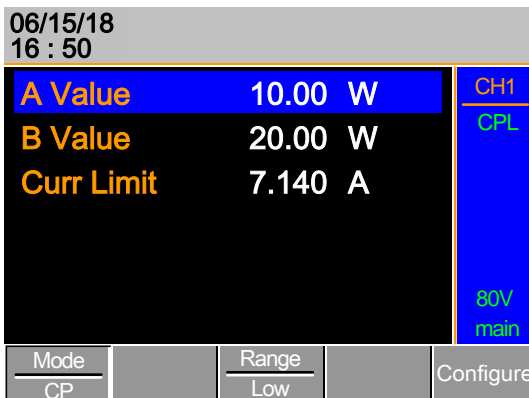 06/15/18
16 : 50
A Value 10.00 W
B Value 20.00 W
Curr Limit 7.140 A
CH1
CPL
80V
main
Mode
CP
Range
Low
Configure